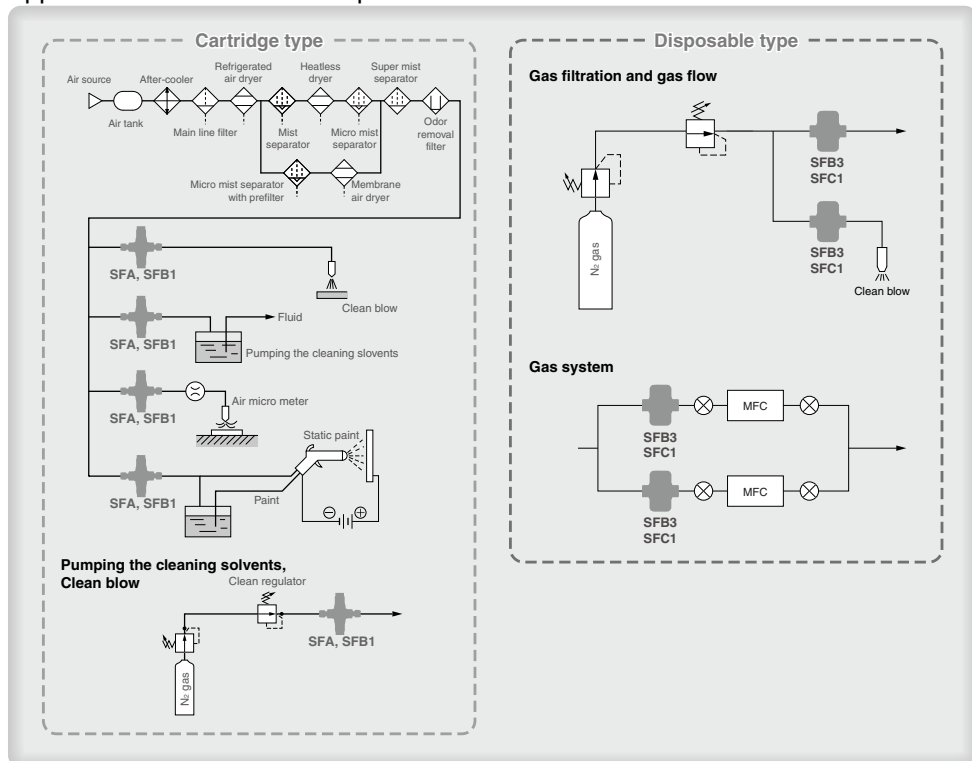 Cartridge type
Refrigerated
air dryer
Heatless
dryer
Super mist
separator
Air source
After-cooler
Air tank
Main line filter
Mist
separator
Micro mist
separator
Odor
removal
filter
Micro mist separator
with prefilter
Membrane
air dryer
SFA, SFB1
Clean blow
SFA, SFB1
Fluid
Pumping the cleaning slovents
SFA, SFB1
Air micro meter
Static paint
SFA, SFB1
Paint
Pumping the cleaning solvents,
Clean blow
Clean regulator
SFA, SFB1
N2 gas
Disposable type
Gas filtration and gas flow
SFB3
SFC1
N2 gas
SFB3
SFC1
Clean blow
Gas system
MFC
SFB3
SFC1
MFC
SFB3
SFC1